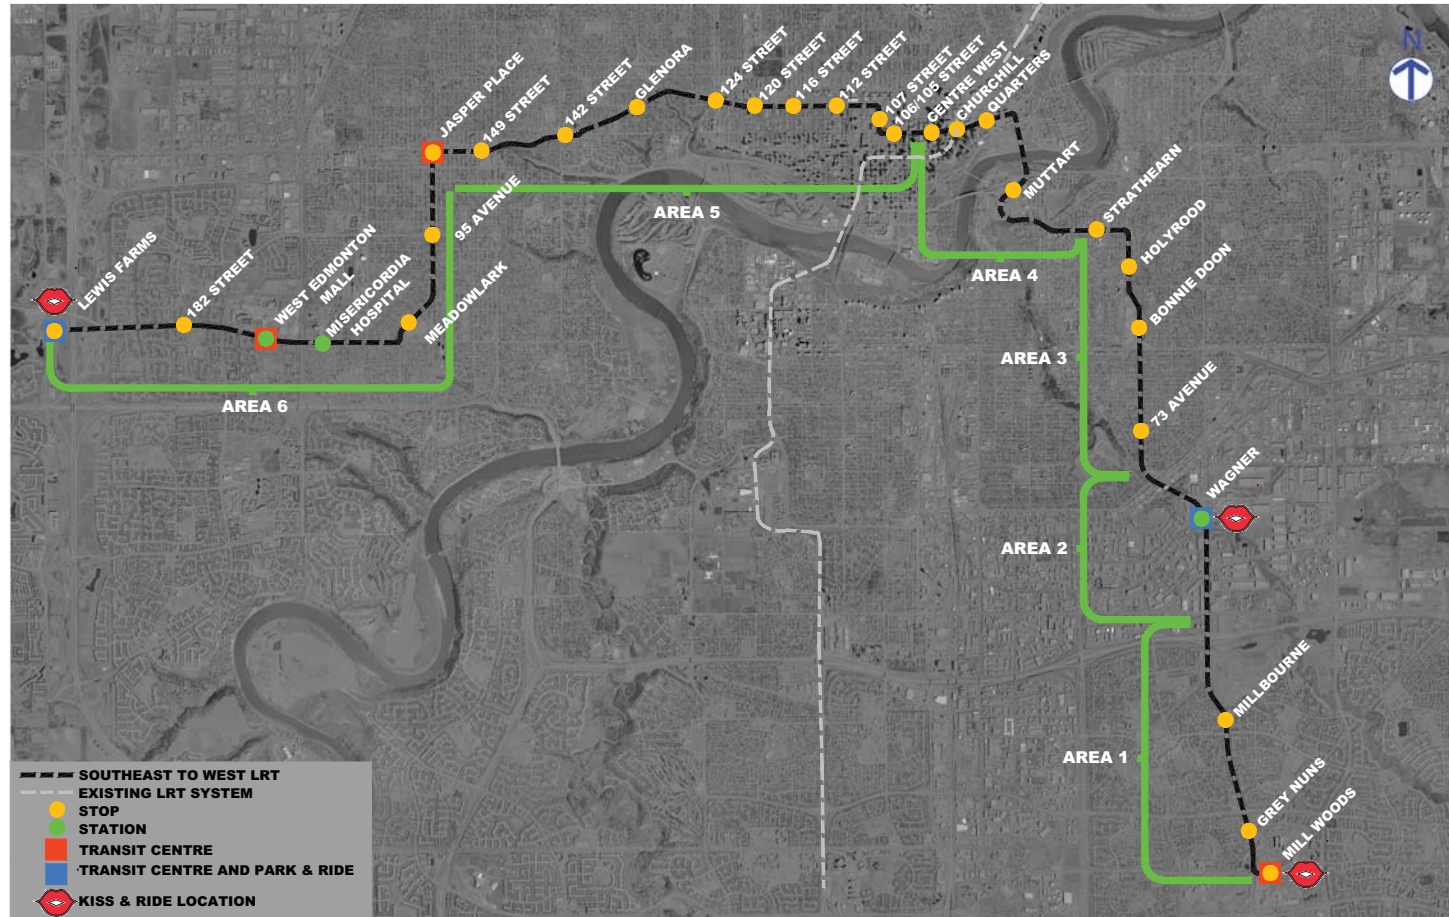 N
JASPER PLACE
149 STREET
142 STREET
GLENORA
124 STREET
120 STREET
116 STREET
112 STREET
107 STREET
106/105 STREET
CENTRE WEST
CHURCHILL
QUARTERS
MUTTART
STRATHEARN
HOLYROOD
BONNIE DOON
73 AVENUE
WAGNER
MILLBOURNE
GREY NUNS
MILL WOODS
95 AVENUE
MEADOWLARK
MISERICORDIA
HOSPITAL
WEST EDMONTON
MALL
182 STREET
LEWIS FARMS
AREA 5
AREA 4
AREA 3
AREA 6
AREA 2
AREA 1
SOUTHEAST TO WEST LRT
EXISTING LRT SYSTEM
STOP
STATION
TRANSIT CENTRE
TRANSIT CENTRE AND PARK & RIDE
KISS & RIDE LOCATION